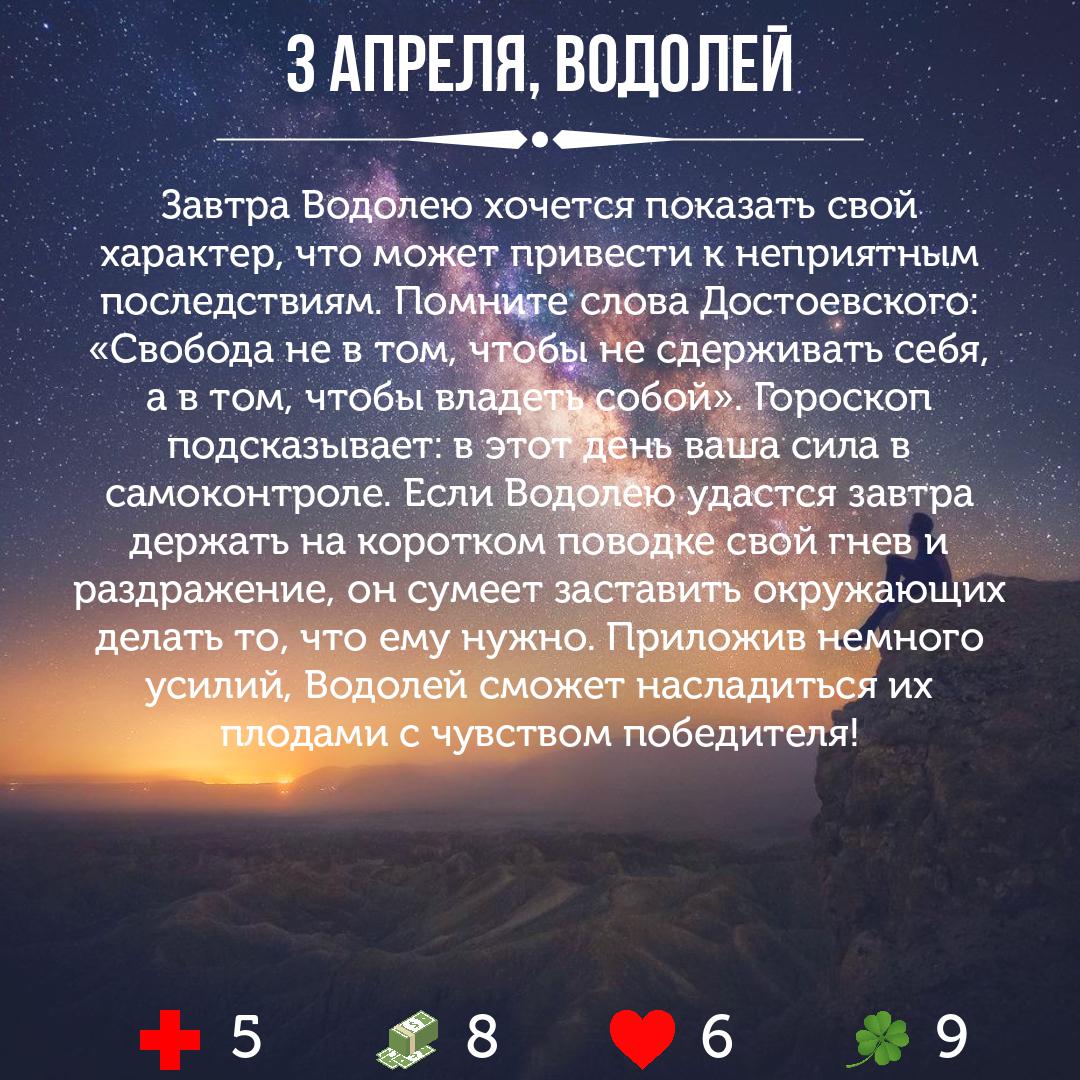 3 АПРЕЛЯ, ВОДОЛЕЙ
Завтра Водолею хочется показать свой
характер, что может привести к неприятным
последствиям. Помните слова Достоевского:
«Свобода не в том, чтобы не сдерживать себя,
а в том, чтобы владеть собой». Гороскоп
подсказывает: в этот день ваша сила в
самоконтроле. Если Водолею удастся завтра
держать на коротком поводке свой гнев и
раздражение, он сумеет заставить окружающих
делать то, что ему нужно. Приложив немного
усилий, Водолей сможет насладиться их
плодами с чувством победителя!
5 8 6 9